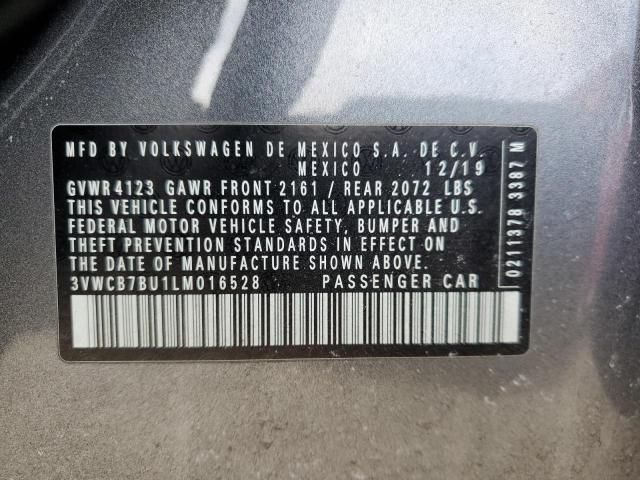 MFD BY VOLKSWAGEN DE MEXICO S.A. DE C.V.
MEXICO 12/19
GVWR 4123 GAWR FRONT 2161 / REAR 2072 LBS
THIS VEHICLE CONFORMS TO ALL APPLICABLE U.S.
FEDERAL MOTOR VEHICLE SAFETY, BUMPER AND
THEFT PREVENTION STANDARDS IN EFFECT ON
THE DATE OF MANUFACTURE SHOWN ABOVE.
3VWCB7BU1LM016528 PASSENGER CAR
0211378 3387 M